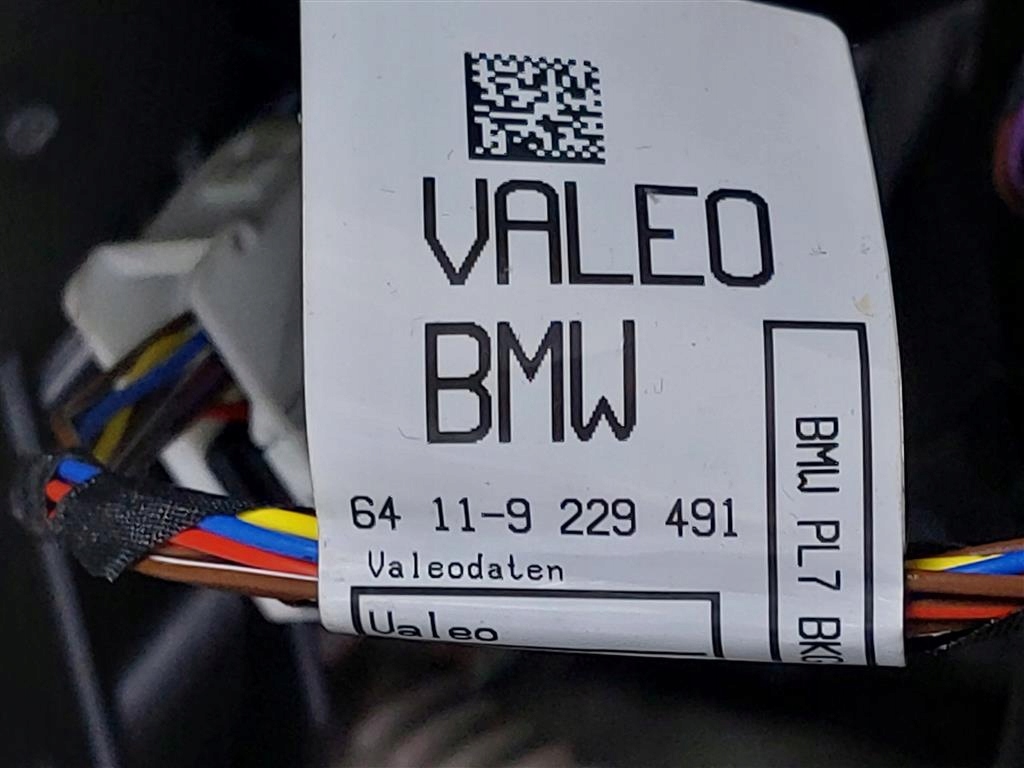 VALEO
BMW
64 11-9 229 491
Valeodaten
Valeo
BMW PL7